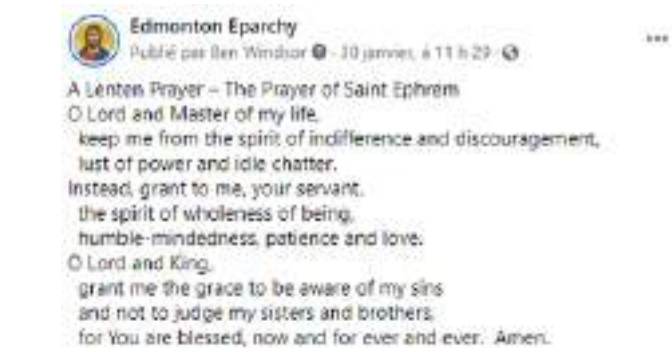 Edmonton Eparchy
Publié par Ben Windsor · 30 janvier, à 11 h 29 ·
A Lenten Prayer – The Prayer of Saint Ephrem
O Lord and Master of my life,
keep me from the spirit of indifference and discouragement,
lust of power and idle chatter.
Instead, grant to me, your servant,
the spirit of wholeness of being,
humble-mindedness, patience and love.
O Lord and King,
grant me the grace to be aware of my sins
and not to judge my sisters and brothers,
for You are blessed, now and for ever and ever. Amen.